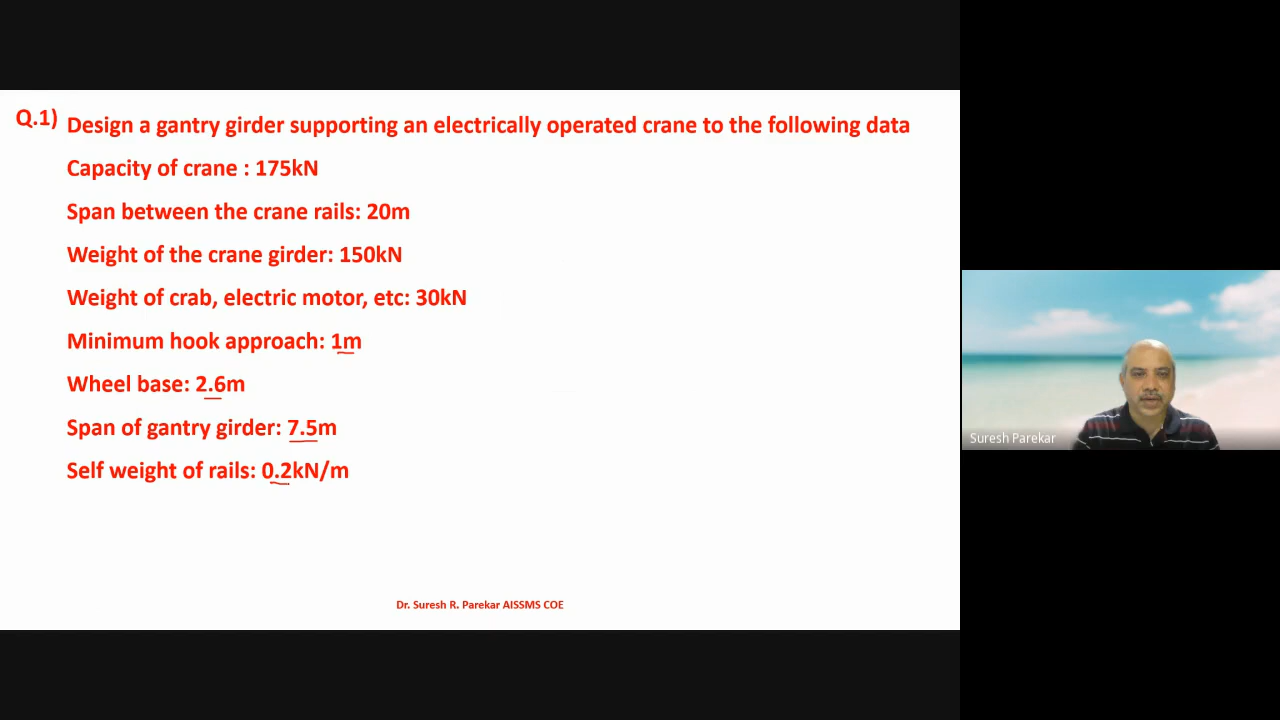 Q.1) Design a gantry girder supporting an electrically operated crane to the following data
Capacity of crane : 175kN
Span between the crane rails: 20m
Weight of the crane girder: 150kN
Weight of crab, electric motor, etc: 30kN
Minimum hook approach: 1m
Wheel base: 2.6m
Span of gantry girder: 7.5m
Self weight of rails: 0.2kN/m
Dr. Suresh R. Parekar AISSMS COE
Suresh Parekar